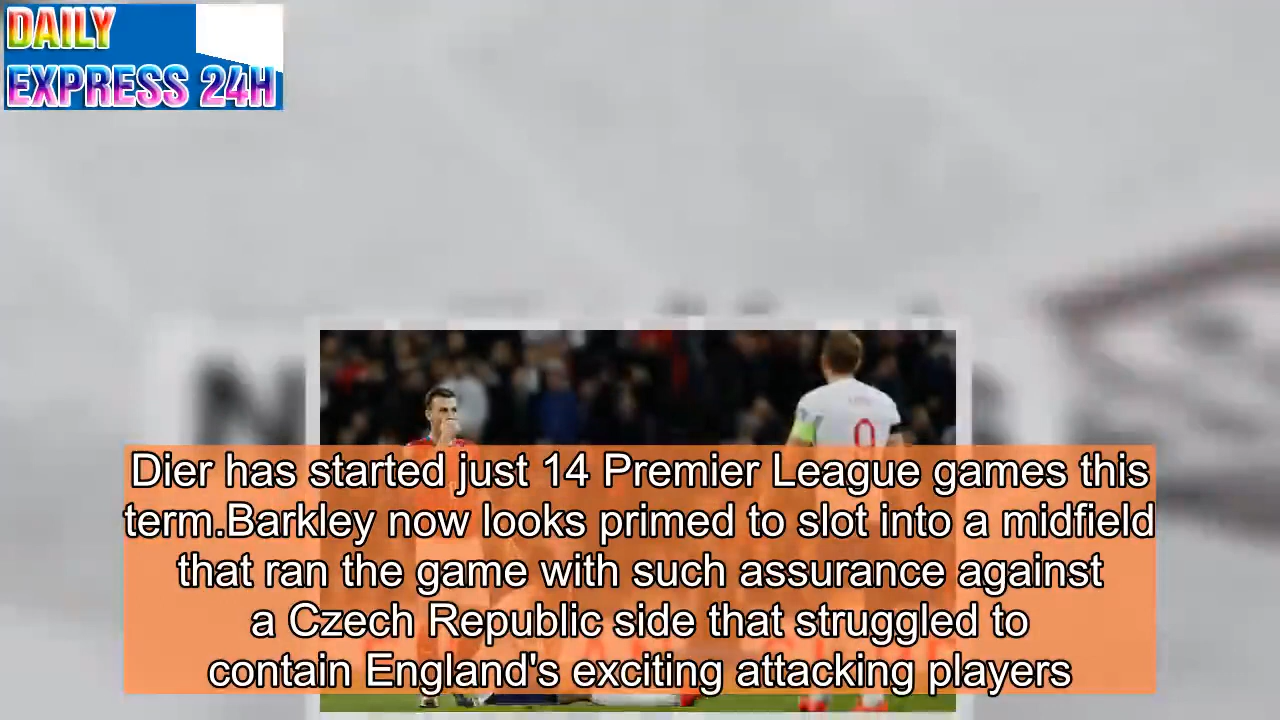 DAILY
EXPRESS 24H
Dier has started just 14 Premier League games this
term.Barkley now looks primed to slot into a midfield
that ran the game with such assurance against
a Czech Republic side that struggled to
contain England's exciting attacking players